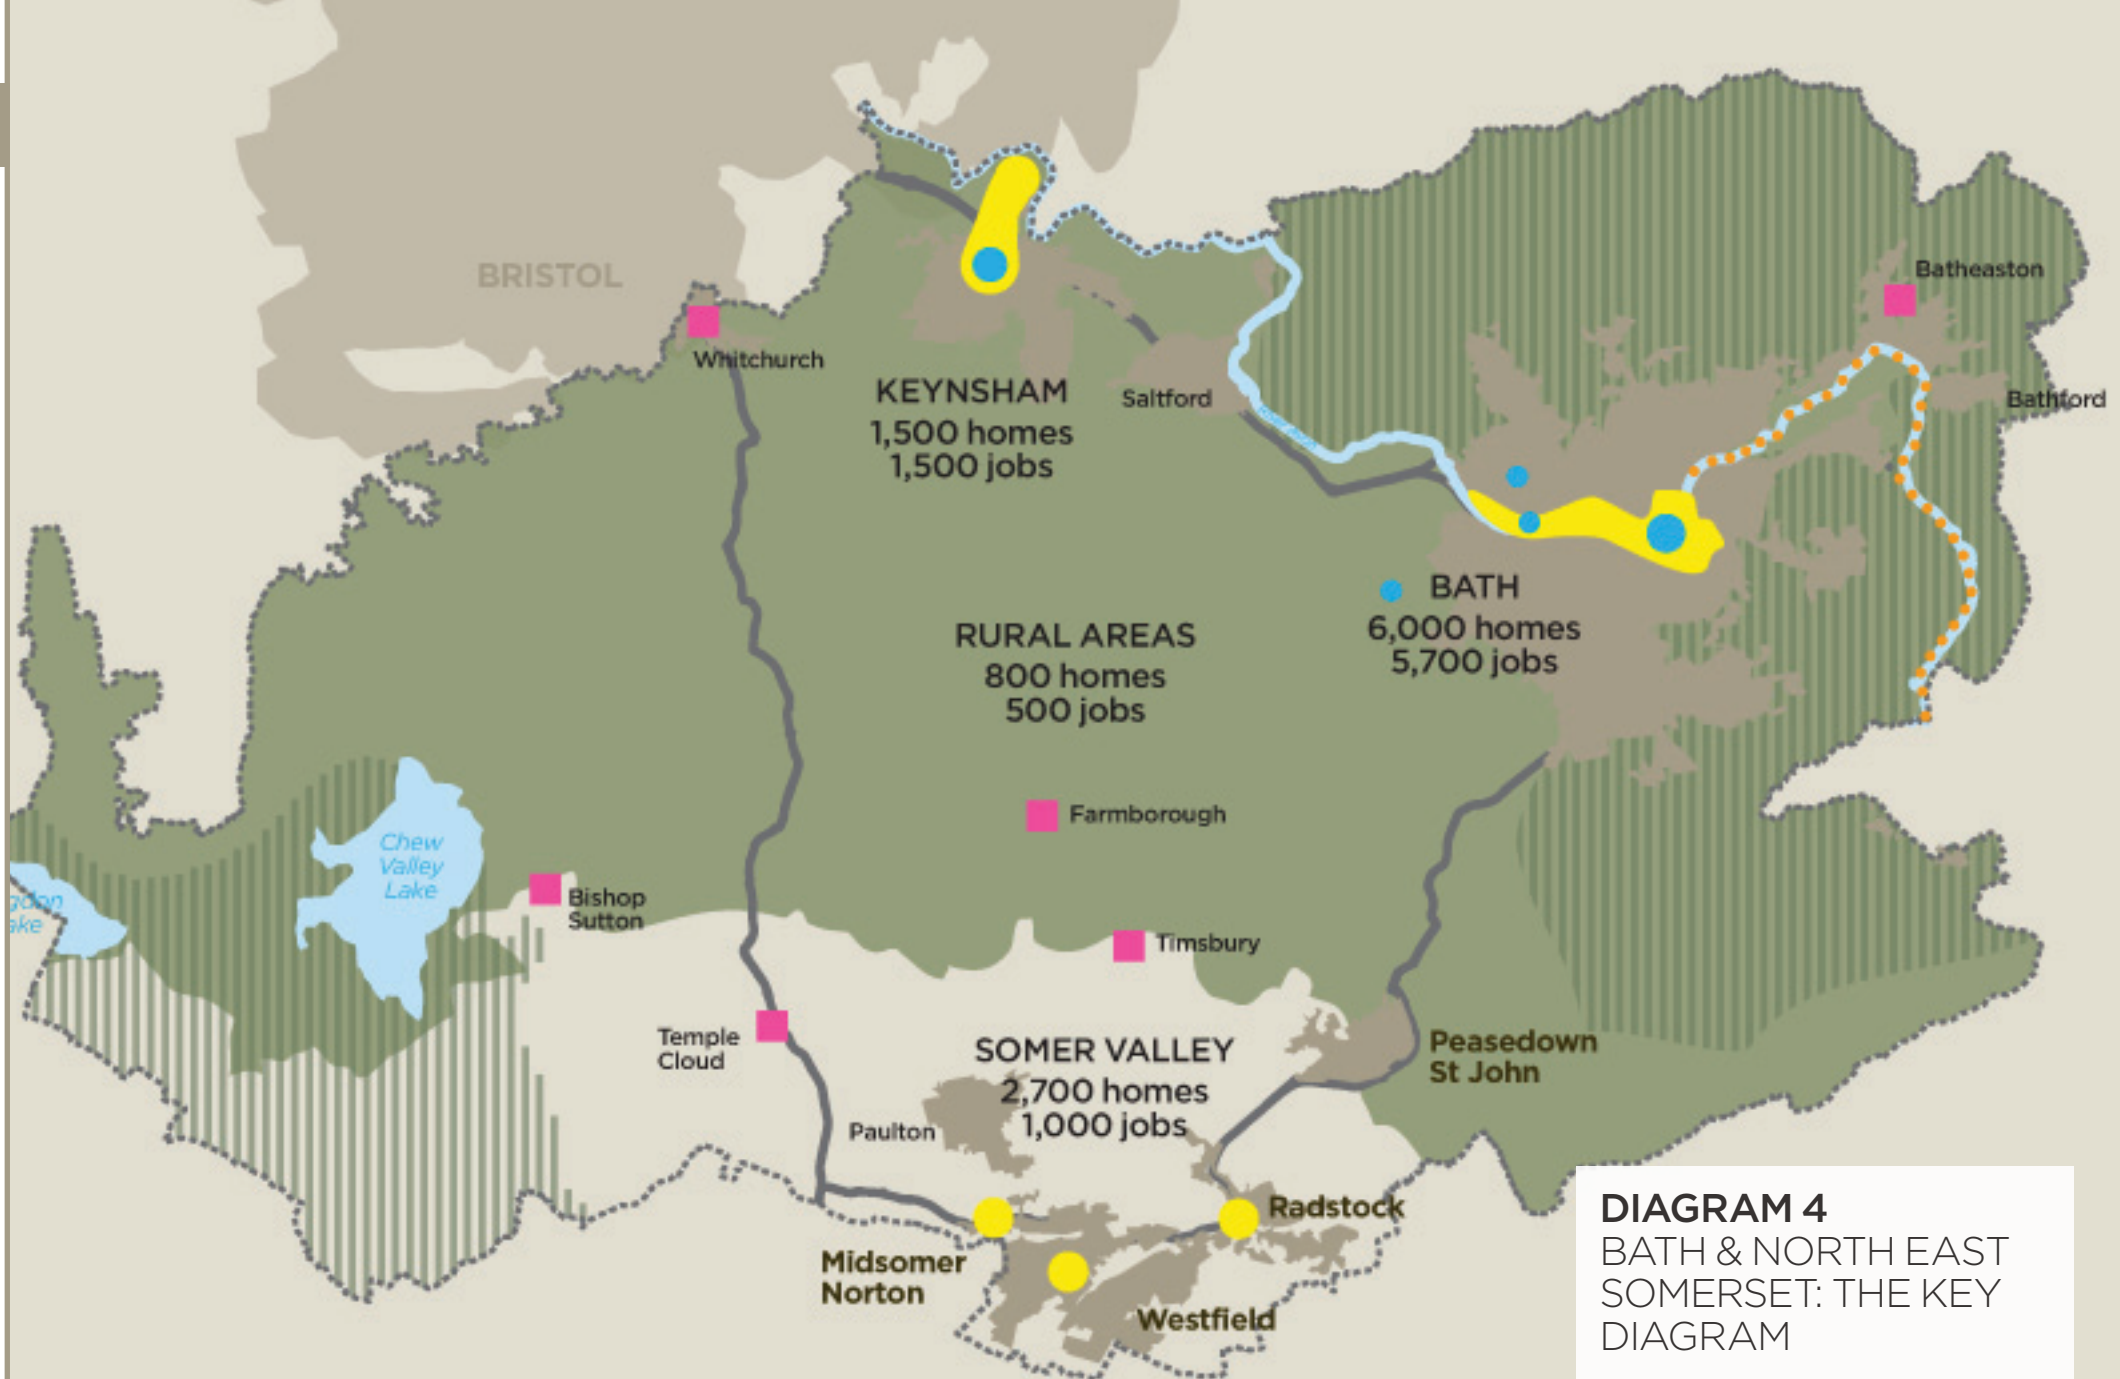 BRISTOL
Batheaston
Whitchurch
KEYNSHAM
1,500 homes
1,500 jobs
Saltford
Bathford
BATH
6,000 homes
5,700 jobs
RURAL AREAS
800 homes
500 jobs
Farmborough
Chew
Valley
Lake
Bishop
Sutton
Timsbury
Temple
Cloud
SOMER VALLEY
2,700 homes
1,000 jobs
Paulton
Peasedown
St John
Radstock
Midsomer
Norton
Westfield
DIAGRAM 4
BATH & NORTH EAST
SOMERSET: THE KEY
DIAGRAM